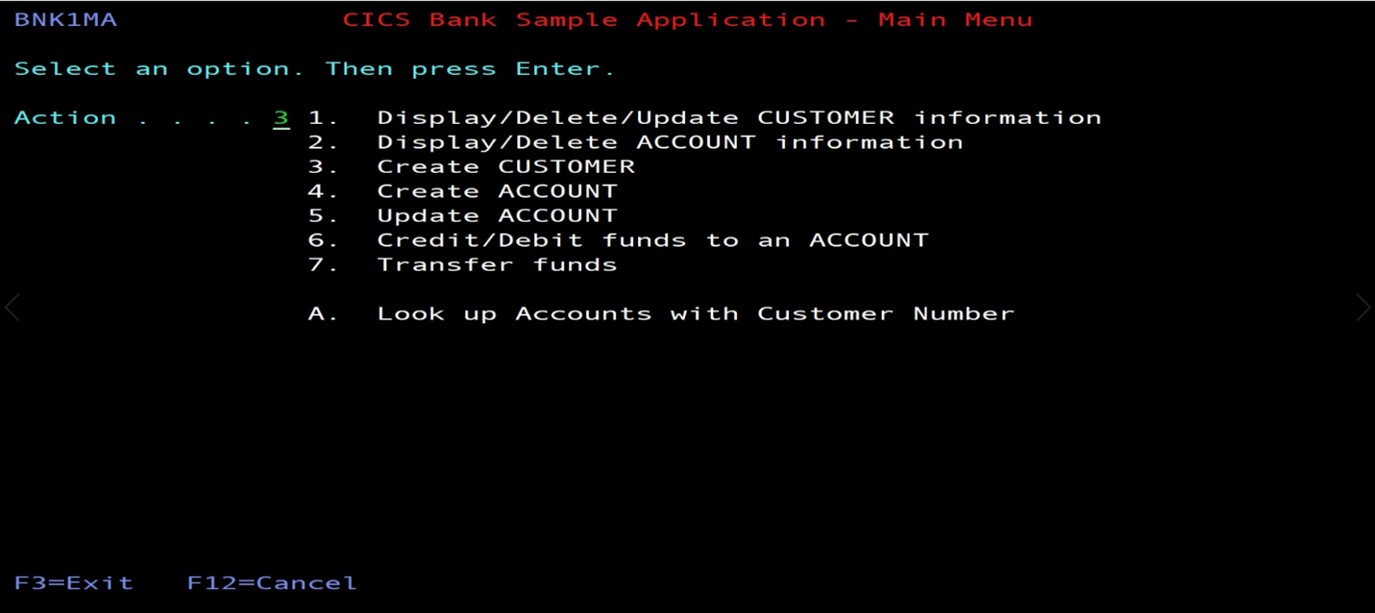 BNK1MA CICS Bank Sample Application - Main Menu
Select an option. Then press Enter.
Action . . . . 3 1. Display/Delete/Update CUSTOMER information
2. Display/Delete ACCOUNT information
3. Create CUSTOMER
4. Create ACCOUNT
5. Update ACCOUNT
6. Credit/Debit funds to an ACCOUNT
7. Transfer funds
A. Look up Accounts with Customer Number
F3=Exit F12=Cancel